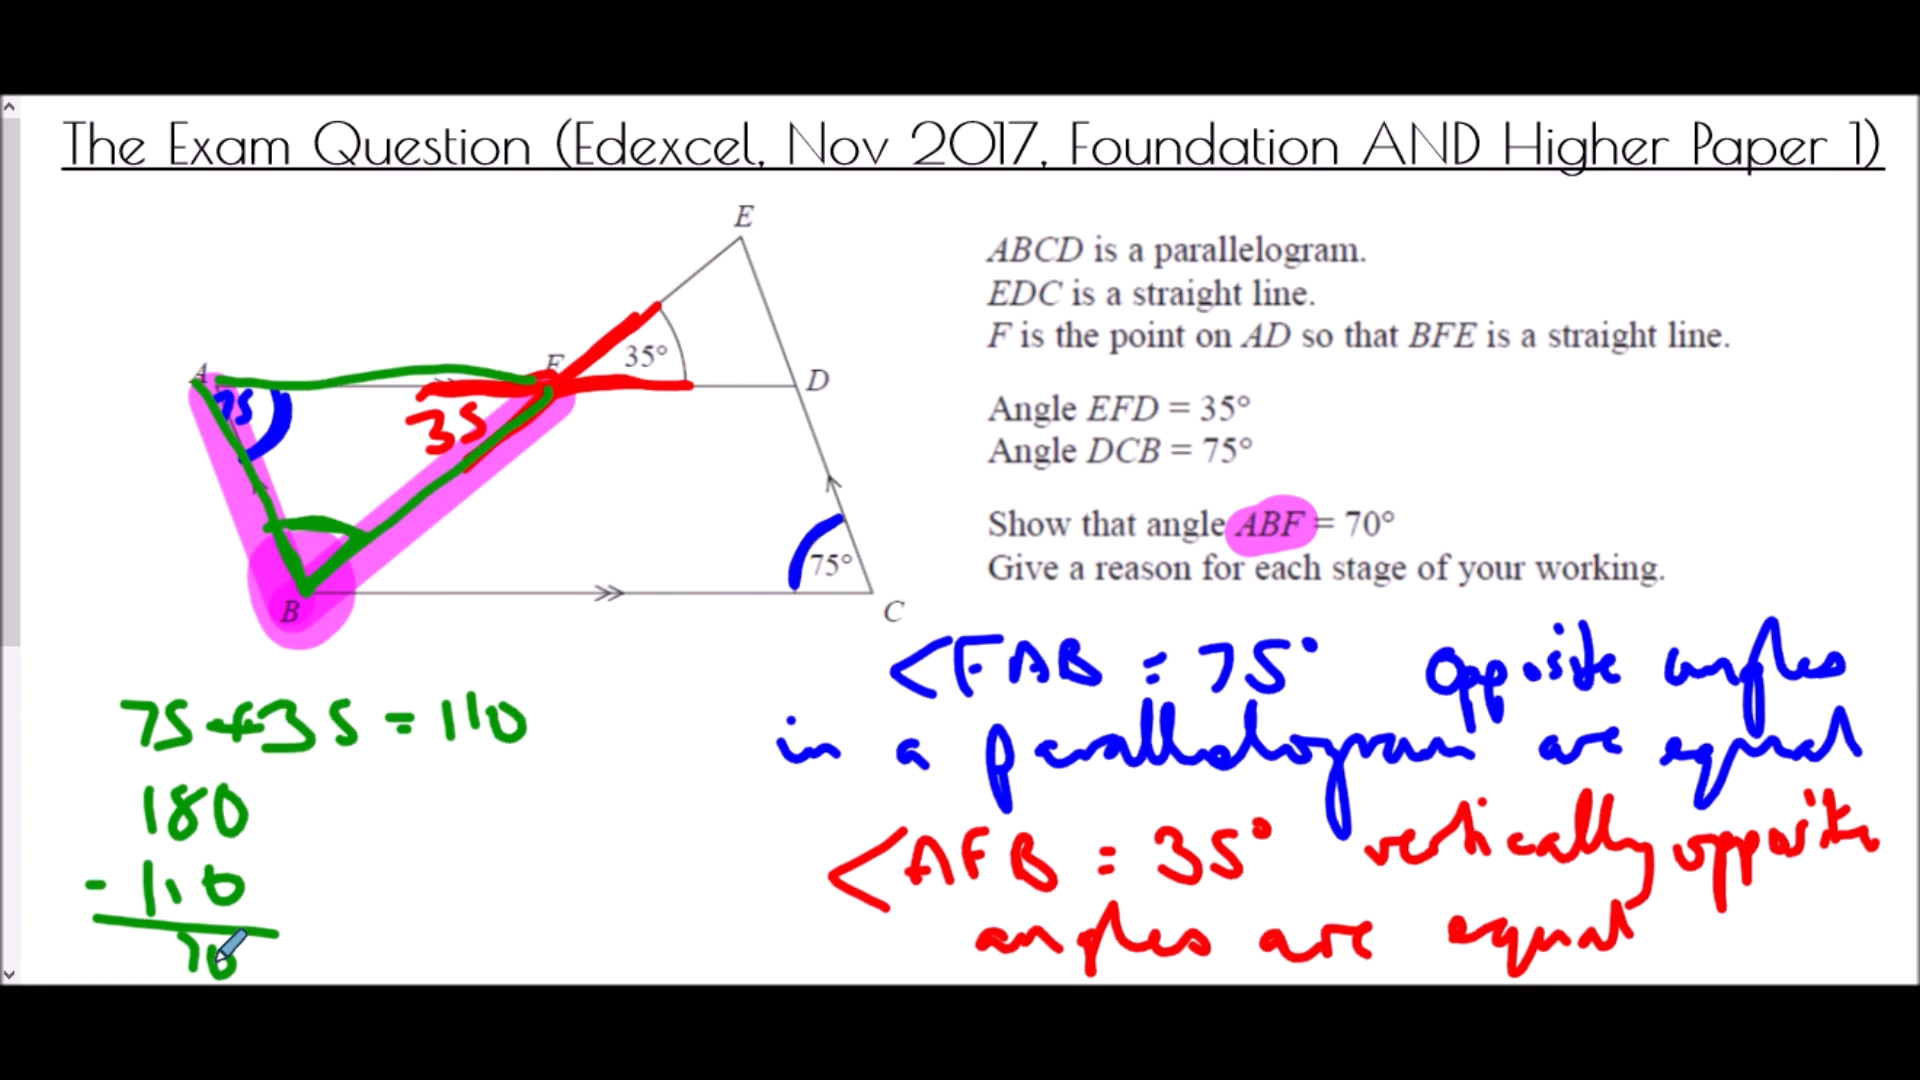 The Exam Question (Edexcel, Nov 2017, Foundation AND Higher Paper 1)
E
ABCD is a parallelogram.
EDC is a straight line.
F is the point on AD so that BFE is a straight line.
A
F
35°
D
75
35
Angle EFD = 35°
Angle DCB = 75°
Show that angle ABF = 70°
Give a reason for each stage of your working.
75°
B
C
<FAB = 75° opposite angles
in a parallelogram are equal
<AFB = 35° vertically opposite
angles are equal
75+35=110
180
- 110
70